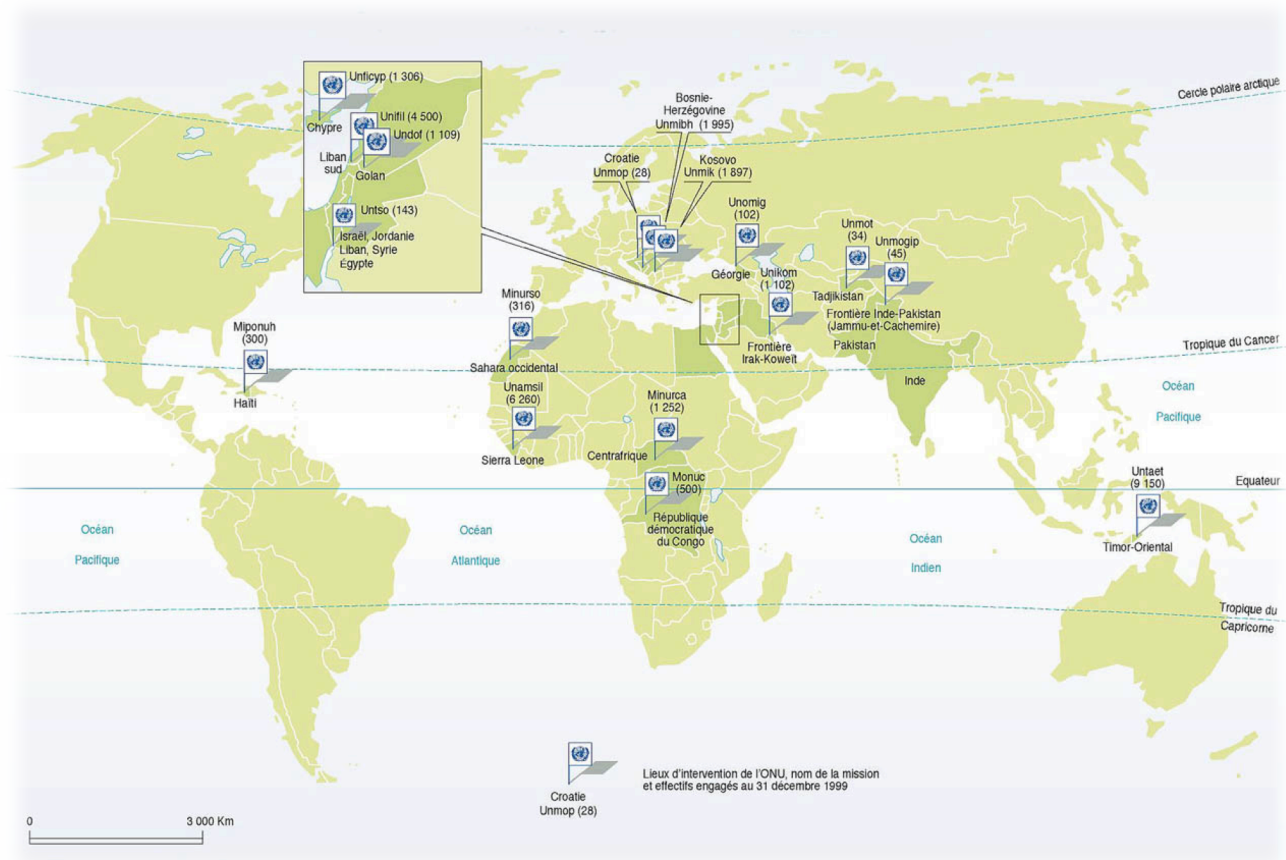 Unficyp (1 306)
Chypre
Unifil (4 500)
Undof (1 109)
Liban
sud
Golan
Untso (143)
Israël, Jordanie
Liban, Syrie
Égypte
Cercle polaire arctique
Bosnie-
Herzégovine
Unmibh (1 995)
Croatie
Unmop (28)
Kosovo
Unmik (1 897)
Unomig
(102)
Géorgie
Unmot
(34)
Tadjikistan
Unmogip
(45)
Frontière Inde-Pakistan
(Jammu-et-Cachemire)
Pakistan
Unikom
(1 102)
Frontière
Irak-Koweït
Inde
Minurso
(316)
Sahara occidental
Miponuh
(300)
Haïti
Tropique du Cancer
Océan
Pacifique
Unamsil
(6 260)
Sierra Leone
Minurca
(1 252)
Centrafrique
Monuc
(500)
République
démocratique
du Congo
Untaet
(9 150)
Timor-Oriental
Equateur
Océan
Pacifique
Océan
Atlantique
Océan
Indien
Tropique du
Capricorne
Croatie
Unmop (28)
Lieux d'intervention de l'ONU, nom de la mission
et effectifs engagés au 31 décembre 1999
0 3 000 Km